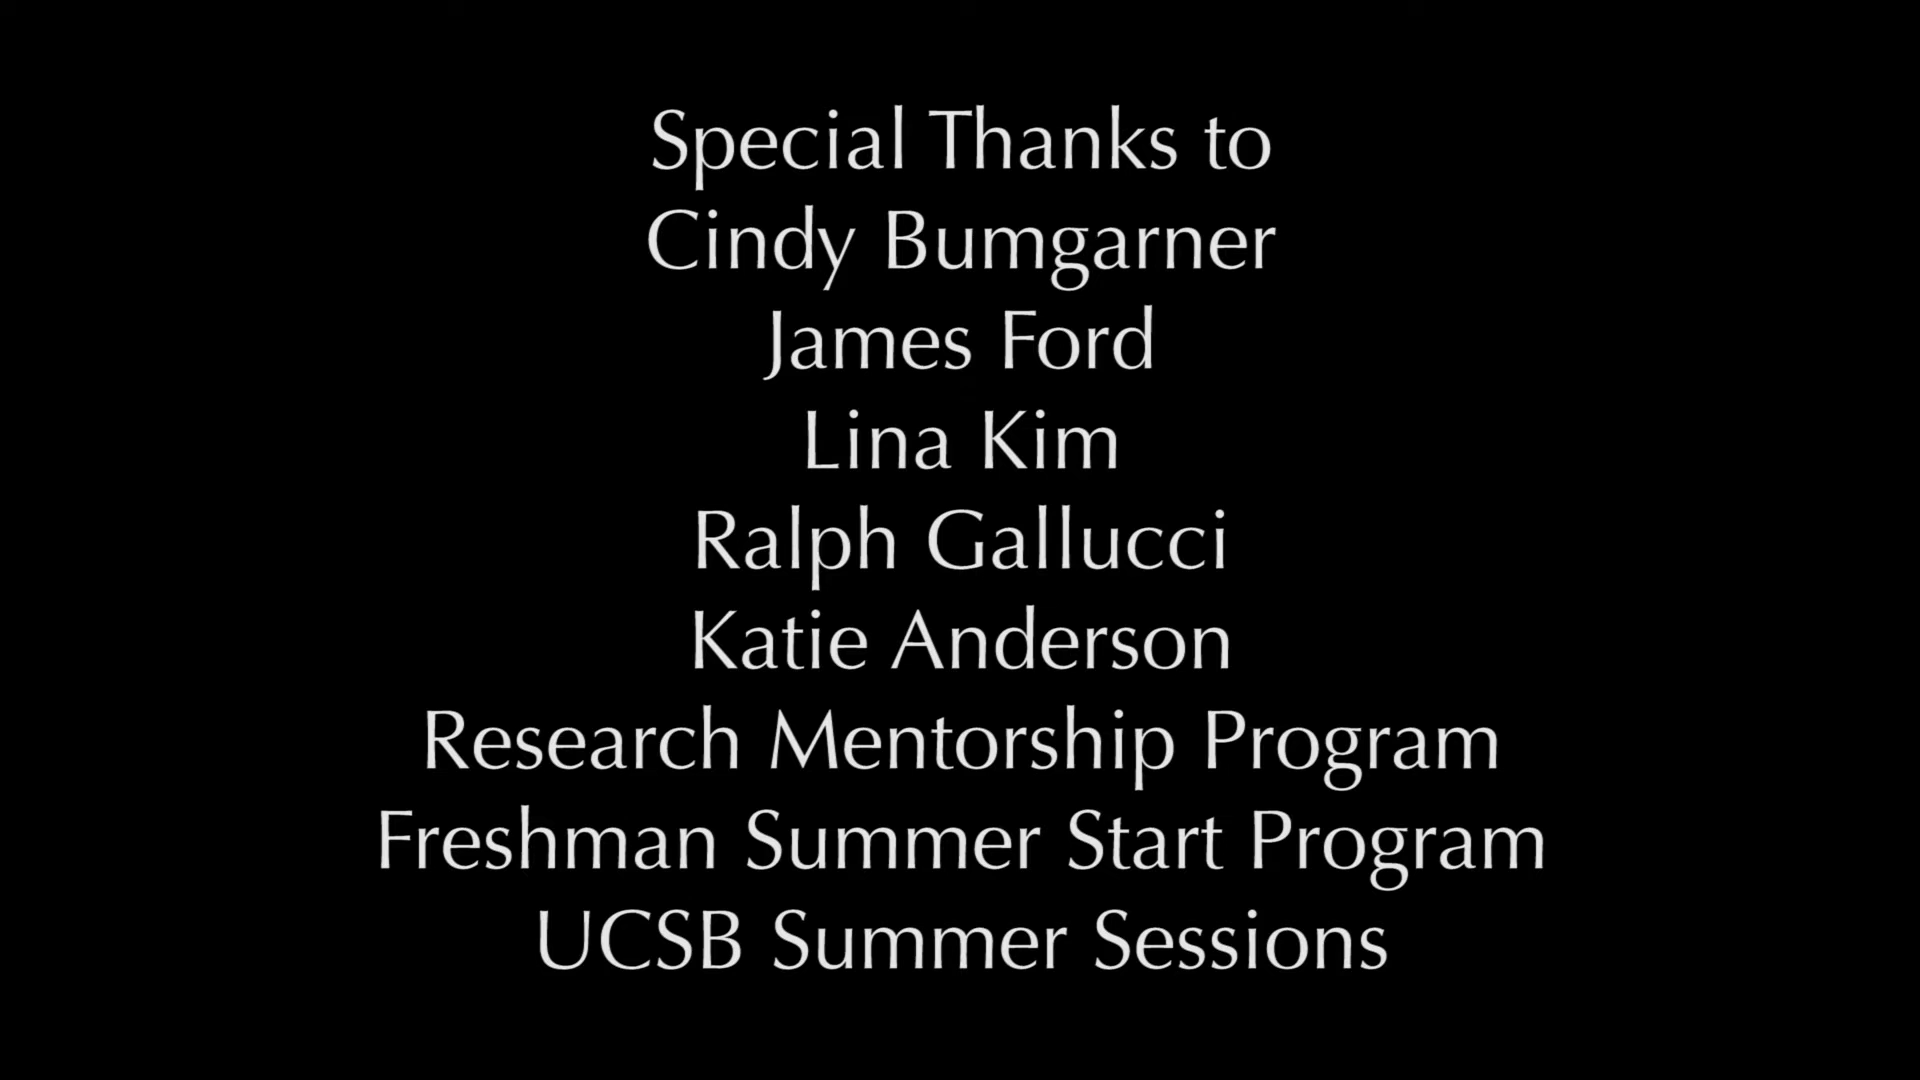 Special Thanks to
Cindy Bumgarner
James Ford
Lina Kim
Ralph Gallucci
Katie Anderson
Research Mentorship Program
Freshman Summer Start Program
UCSB Summer Sessions